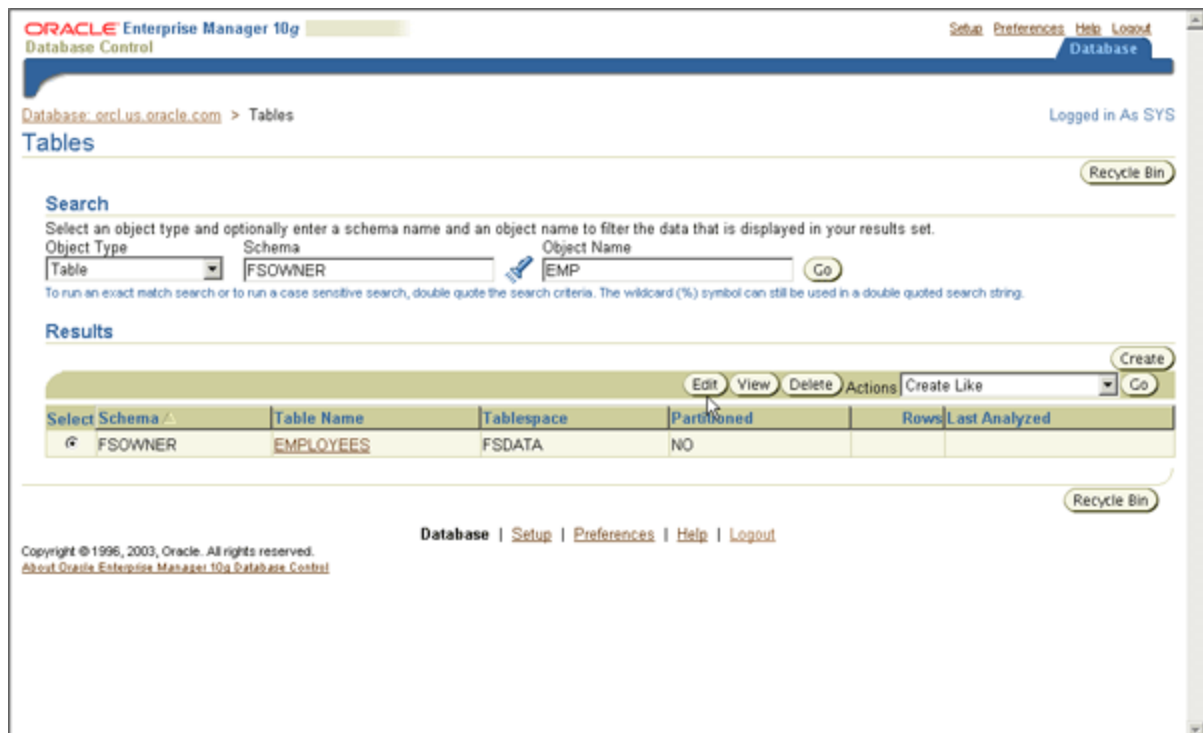 ORACLE Enterprise Manager 10g
Database Control
Setup Preferences Help Logout
Database
Database: orcl.us.oracle.com > Tables
Logged in As SYS
Tables
Recycle Bin
Search
Select an object type and optionally enter a schema name and an object name to filter the data that is displayed in your results set.
Object Type Schema Object Name
Table FSOWNER EMP Go
To run an exact match search or to run a case sensitive search, double quote the search criteria. The wildcard (%) symbol can still be used in a double quoted search string.
Results
Create
Edit View Delete Actions Create Like Go
Select Schema Table Name Tablespace Partitioned Rows Last Analyzed
FSOWNER EMPLOYEES FSDATA NO
Recycle Bin
Database | Setup | Preferences | Help | Logout
Copyright © 1996, 2003, Oracle. All rights reserved.
About Oracle Enterprise Manager 10g Database Control